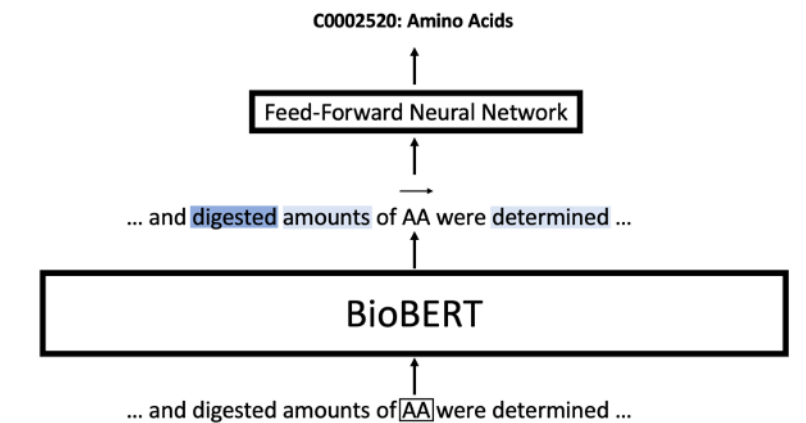 C0002520: Amino Acids
Feed-Forward Neural Network
... and digested amounts of AA were determined ...
BioBERT
... and digested amounts of AA were determined ...